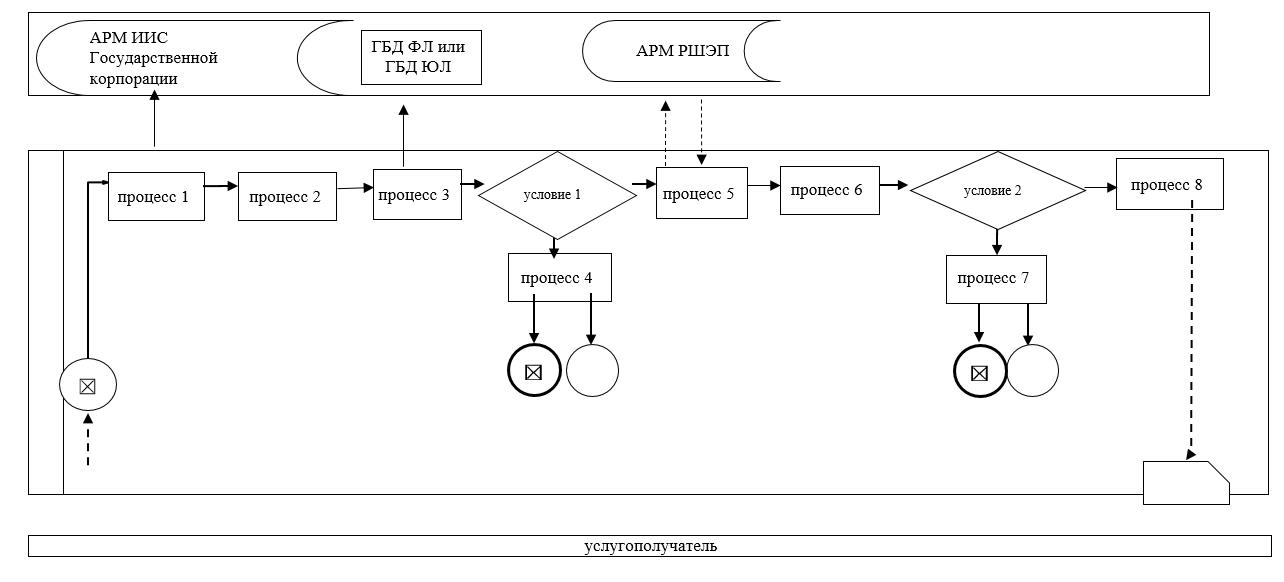 АРМ ИИС
Государственной
корпорации
ГБД ФЛ или
ГБД ЮЛ
АРМ РШЭП
процесс 1
процесс 2
процесс 3
условие 1
процесс 5
процесс 6
условие 2
процесс 8
процесс 4
процесс 7
услугополучатель